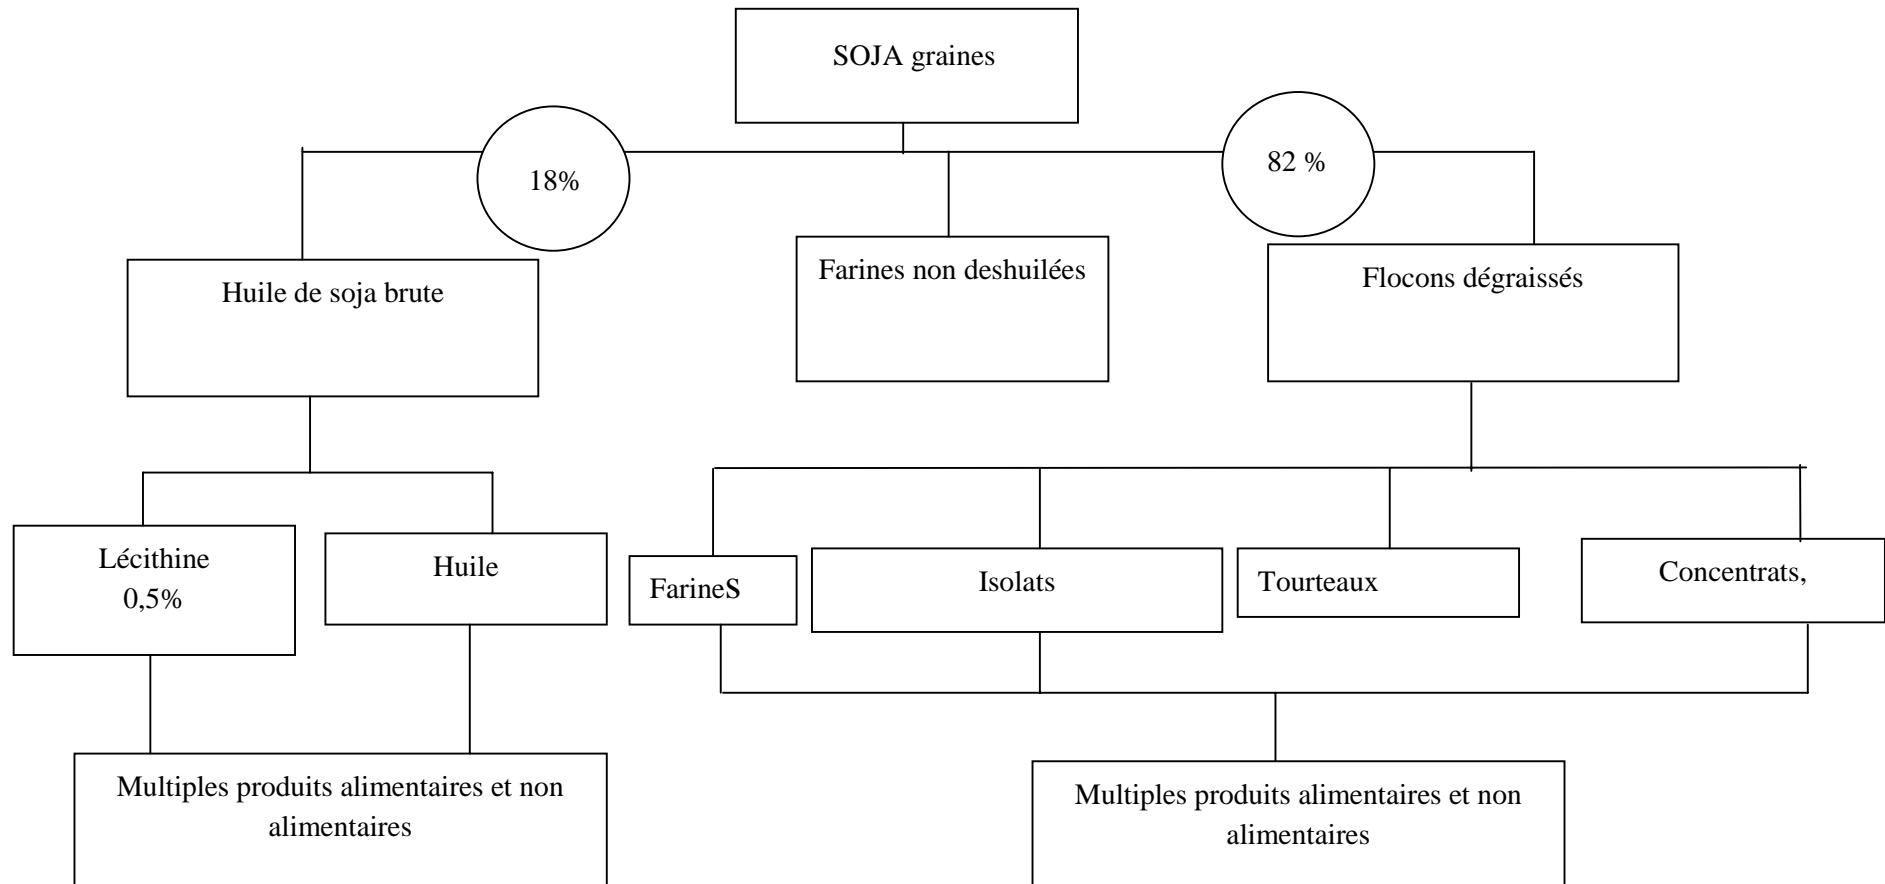 SOJA graines
18%
82 %
Huile de soja brute
Farines non deshuilées
Flocons dégraissés
Lécithine
0,5%
Huile
FarineS
Isolats
Tourteaux
Concentrats,
Multiples produits alimentaires et non
alimentaires
Multiples produits alimentaires et non
alimentaires